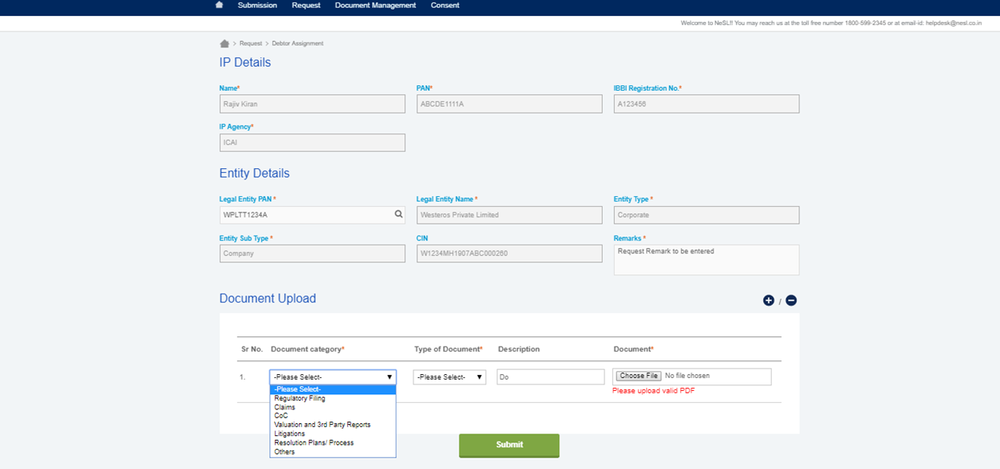 Submission Request Document Management Consent
Welcome to NeSL!! You may reach us at the toll free number 1800-599-2345 or at email-id: helpdesk@nesl.co.in
> Request > Debtor Assignment
IP Details
Name* PAN* IBBI Registration No.*
Rajiv Kiran ABCDE1111A A123456
IP Agency*
ICAI
Entity Details
Legal Entity PAN * Legal Entity Name * Entity Type *
WPLTT1234A Westeros Private Limited Corporate
Entity Sub Type * CIN Remarks *
Company W1234MH1907ABC000260 Request Remark to be entered
Document Upload
/
Sr No. Document category* Type of Document* Description Document*
1. -Please Select- -Please Select- Do Choose File No file chosen
Please upload valid PDF
-Please Select-
Regulatory Filing
Claims
CoC
Valuation and 3rd Party Reports
Litigations
Resolution Plans/ Process
Others
Submit